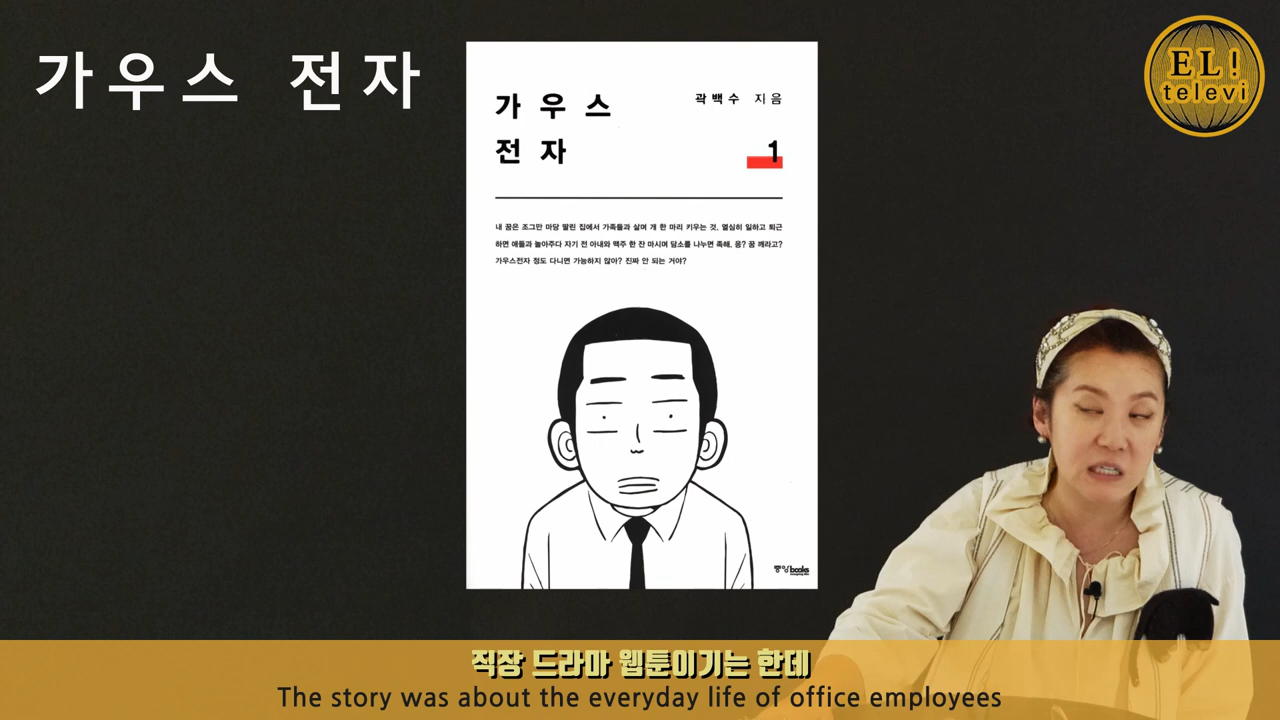 가우스 전자
EL!
televi
가우스
전자
곽백수 지음
1
내 꿈은 조그만 마당 딸린 집에서 가족들과 살며 개 한 마리 키우는 것. 열심히 일하고 퇴근
하면 애들과 놀아주다 자기 전 아내와 맥주 한 잔 마시며 담소를 나누면 족해. 응? 꿈 깨라고?
가우스전자 정도 다니면 가능하지 않아? 진짜 안 되는 거야?
중앙books
직장 드라마 웹툰이기는 한데
The story was about the everyday life of office employees